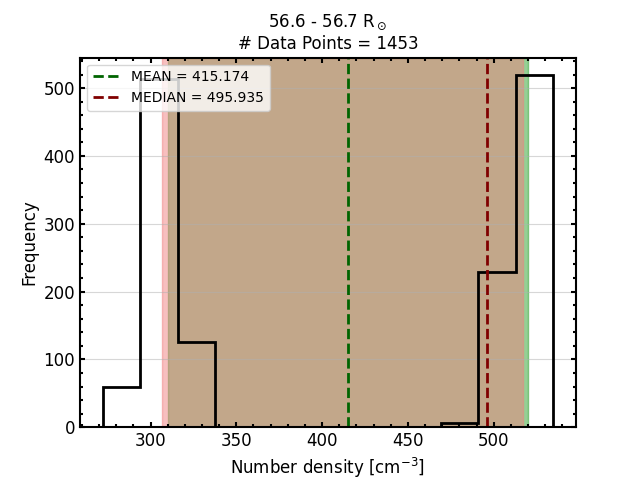 56.6 - 56.7 R⊙
# Data Points = 1453
MEAN = 415.174
MEDIAN = 495.935
500
400
300
200
100
0
Frequency
300 350 400 450 500
Number density [cm⁻³]